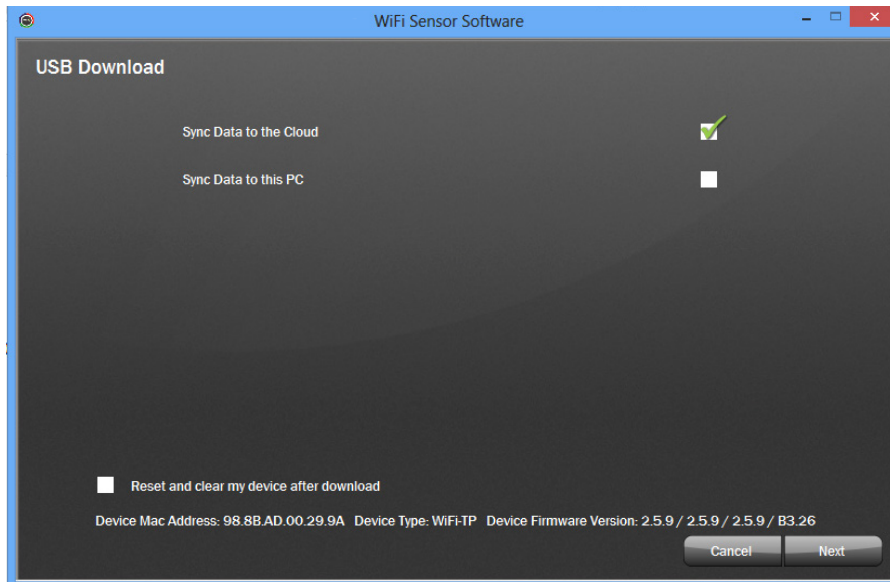 WiFi Sensor Software
USB Download
Sync Data to the Cloud
Sync Data to this PC
Reset and clear my device after download
Device Mac Address: 98.8B.AD.00.29.9A Device Type: WiFi-TP Device Firmware Version: 2.5.9 / 2.5.9 / 2.5.9 / B3.26
Cancel Next